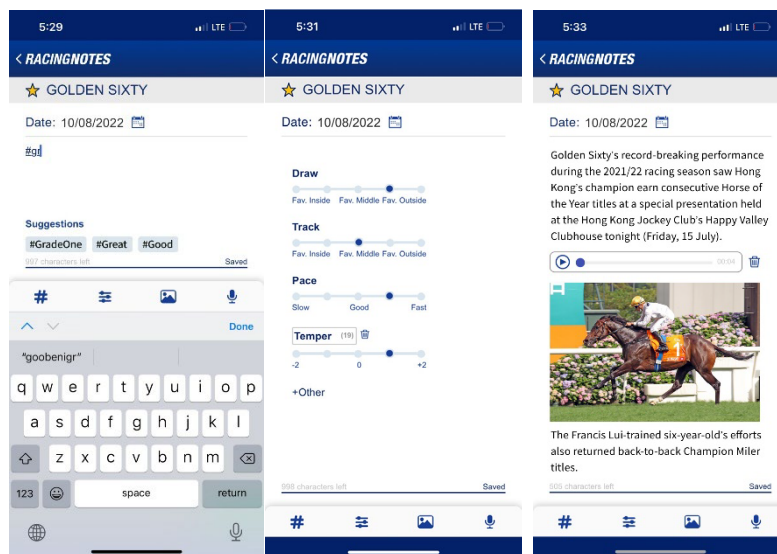 5:29
LTE
< RACINGNOTES
GOLDEN SIXTY
Date: 10/08/2022
#gr
Suggestions
#GradeOne #Great #Good
997 characters left
Saved
#
Done
"goobenigr"
q w e r t y u i o p
a s d f g h j k l
z x c v b n m
123
space
return
5:31
LTE
< RACINGNOTES
GOLDEN SIXTY
Date: 10/08/2022
Draw
Fav. Inside Fav. Middle Fav. Outside
Track
Fav. Inside Fav. Middle Fav. Outside
Pace
Slow Good Fast
Temper (19)
-2 0 +2
+Other
998 characters left
Saved
#
5:33
LTE
< RACINGNOTES
GOLDEN SIXTY
Date: 10/08/2022
Golden Sixty's record-breaking performance
during the 2021/22 racing season saw Hong
Kong's champion earn consecutive Horse of
the Year titles at a special presentation held
at the Hong Kong Jockey Club's Happy Valley
Clubhouse tonight (Friday, 15 July).
00:04
The Francis Lui-trained six-year-old's efforts
also returned back-to-back Champion Miler
titles.
characters left
Saved
#